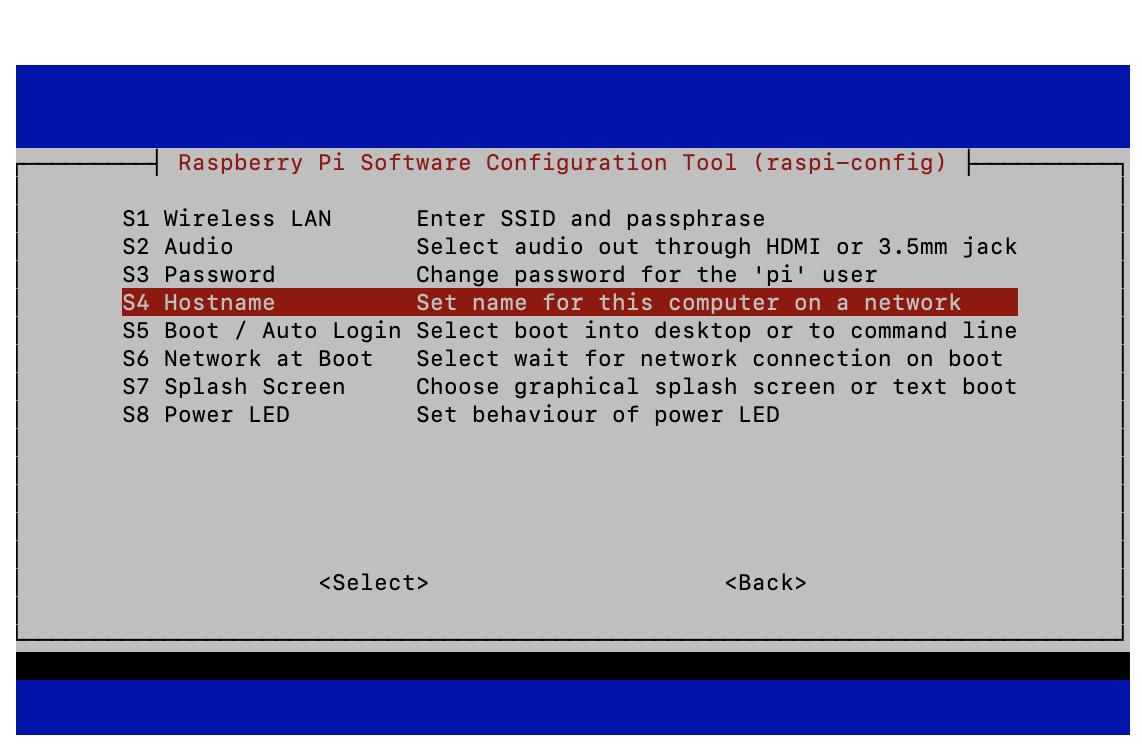 Raspberry Pi Software Configuration Tool (raspi-config)
S1 Wireless LAN Enter SSID and passphrase
S2 Audio Select audio out through HDMI or 3.5mm jack
S3 Password Change password for the 'pi' user
S4 Hostname Set name for this computer on a network
S5 Boot / Auto Login Select boot into desktop or to command line
S6 Network at Boot Select wait for network connection on boot
S7 Splash Screen Choose graphical splash screen or text boot
S8 Power LED Set behaviour of power LED
<Select> <Back>